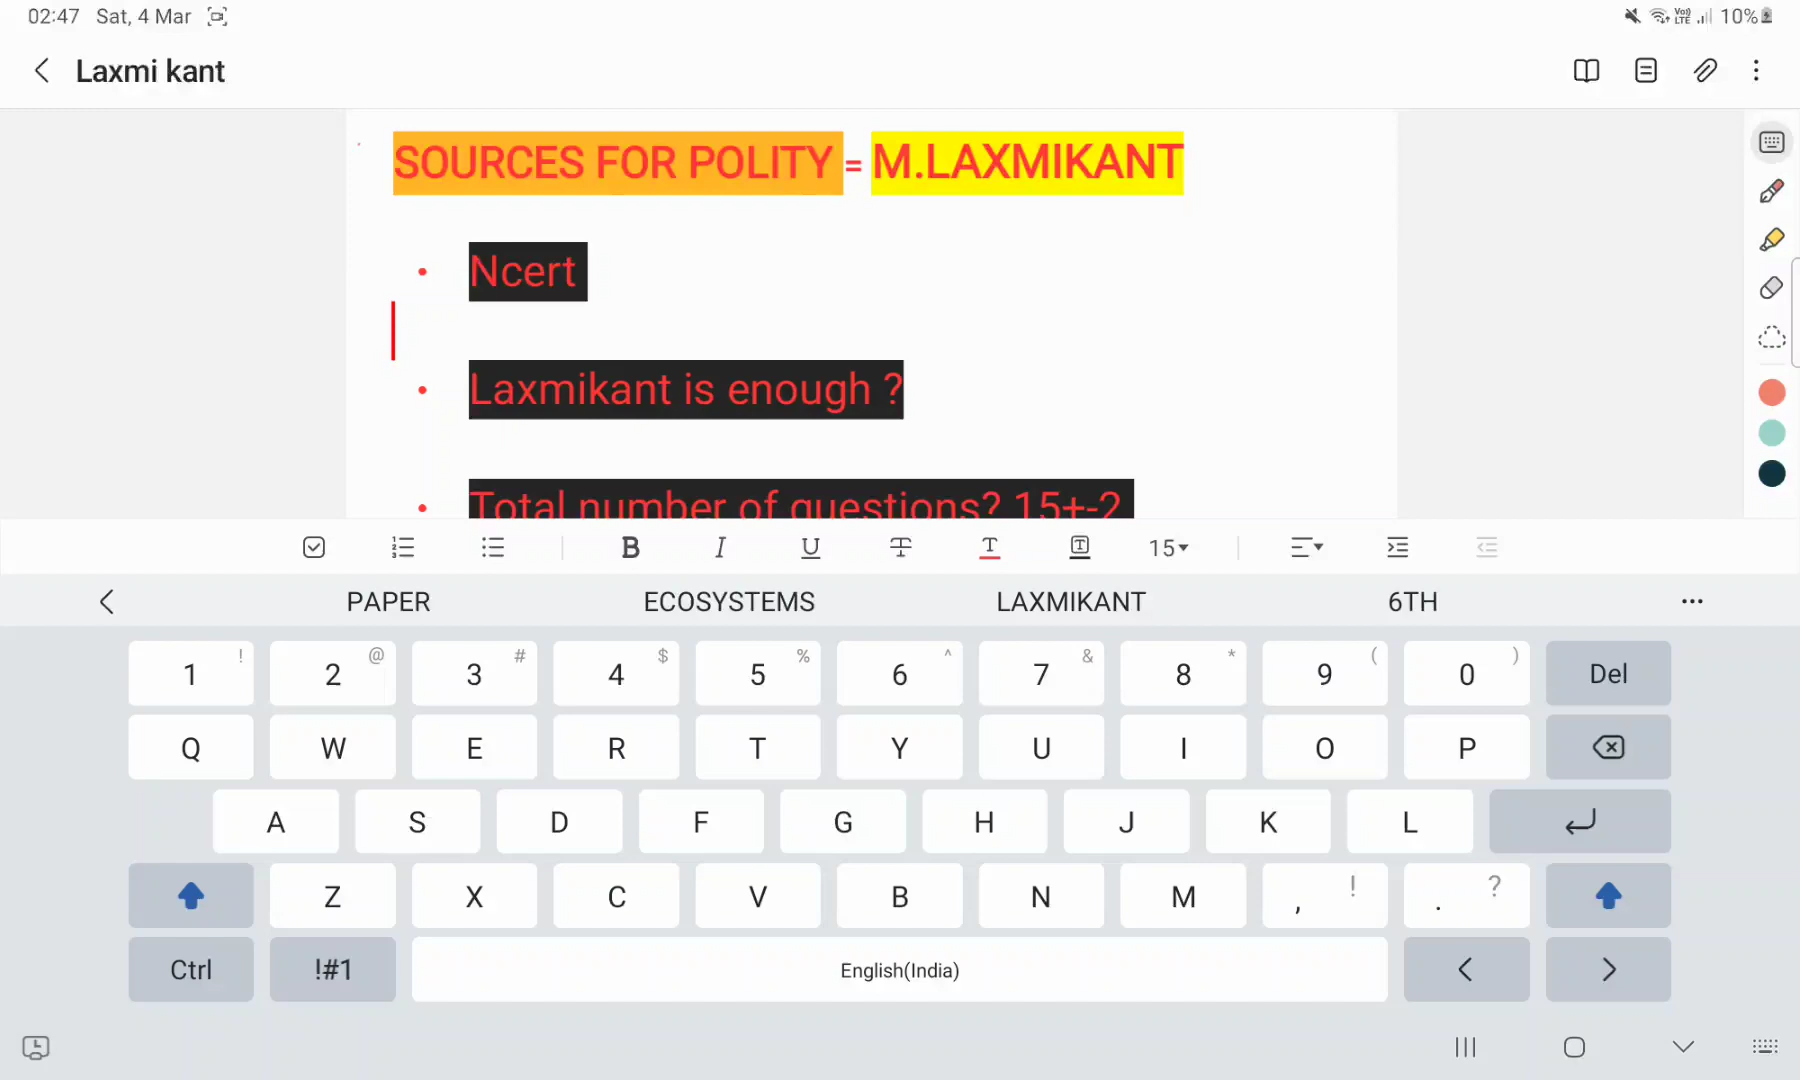 02:47 Sat, 4 Mar
Vo) LTE 10%
Laxmi kant
SOURCES FOR POLITY = M.LAXMIKANT
• Ncert
• Laxmikant is enough ?
• Total number of questions? 15+-2
B I U T T T 15
PAPER ECOSYSTEMS LAXMIKANT 6TH ...
1 ! 2 @ 3 # 4 $ 5 % 6 ^ 7 & 8 * 9 ( 0 ) Del
Q W E R T Y U I O P
A S D F G H J K L
Z X C V B N M , ! . ?
Ctrl !#1 English(India) < >